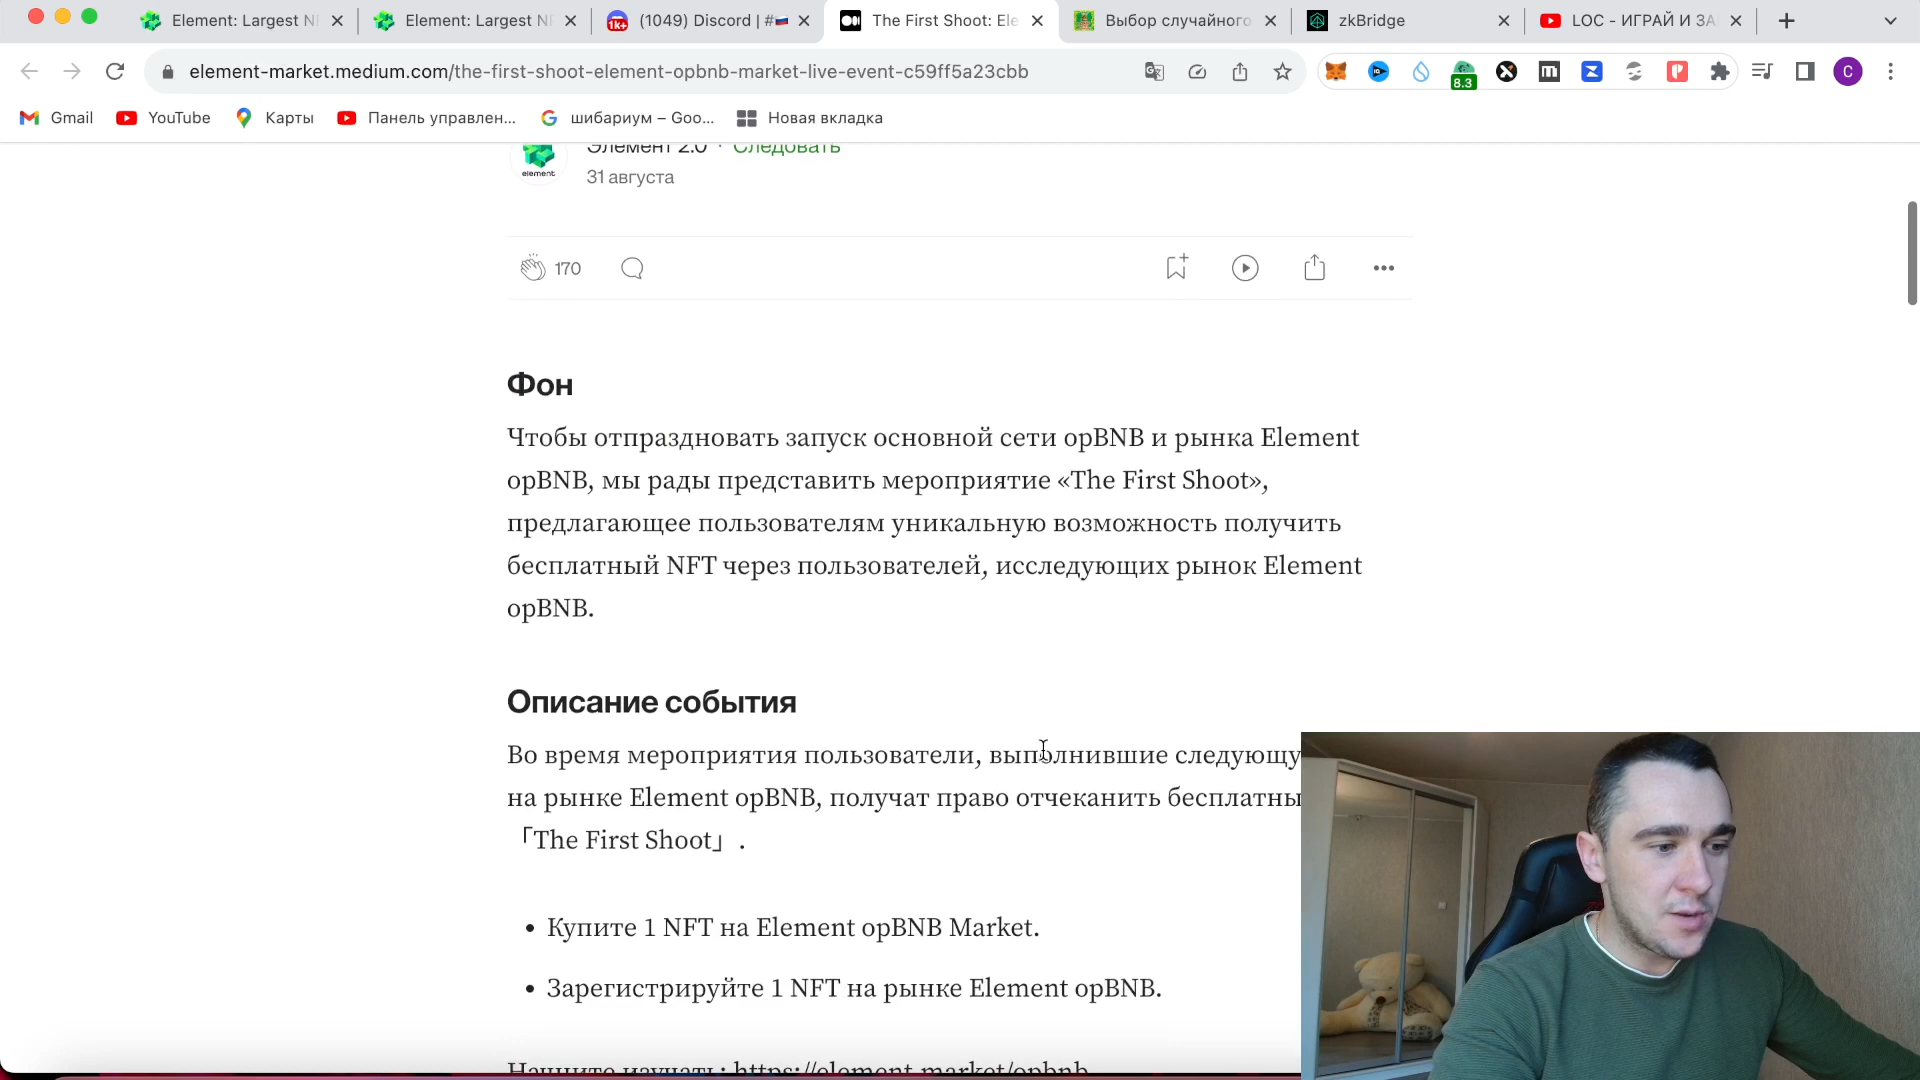 Element: Largest N
Element: Largest N
(1049) Discord | #
The First Shoot: Ele
Выбор случайного
zkBridge
LOC - ИГРАЙ И ЗА
element-market.medium.com/the-first-shoot-element-opbnb-market-live-event-c59ff5a23cbb
8.3
C
Gmail
YouTube
Карты
Панель управлен...
шибариум – Goo...
Новая вкладка
element
Элемент 2.0 · Следовать
31 августа
170
Фон
Чтобы отпраздновать запуск основной сети opBNB и рынка Element
opBNB, мы рады представить мероприятие «The First Shoot»,
предлагающее пользователям уникальную возможность получить
бесплатный NFT через пользователей, исследующих рынок Element
opBNB.
Описание события
Во время мероприятия пользователи, выполнившие следующу
на рынке Element opBNB, получат право отчеканить бесплатны
「The First Shoot」 .
• Купите 1 NFT на Element opBNB Market.
• Зарегистрируйте 1 NFT на рынке Element opBNB.
Начните изучать: https://element.market/opbnb